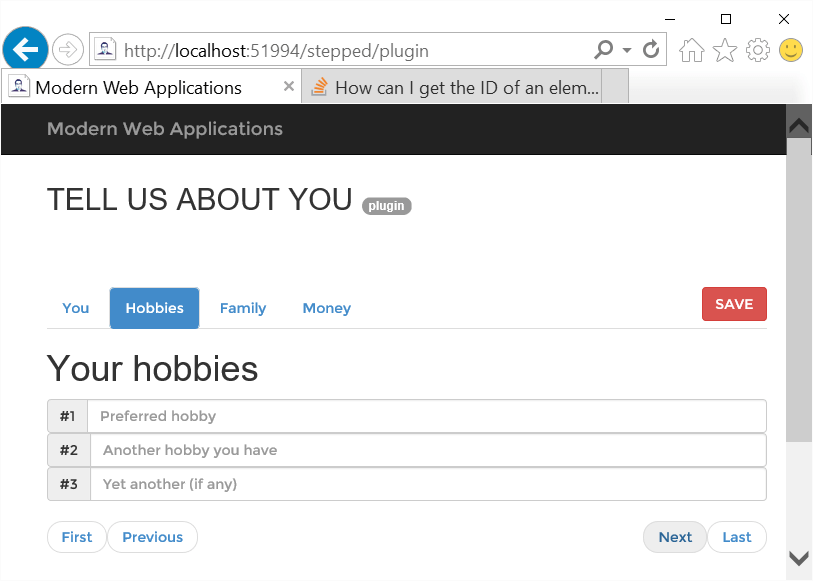 http://localhost:51994/stepped/plugin
Modern Web Applications
How can I get the ID of an elem...
Modern Web Applications
TELL US ABOUT YOU plugin
You Hobbies Family Money SAVE
Your hobbies
#1 Preferred hobby
#2 Another hobby you have
#3 Yet another (if any)
First Previous Next Last